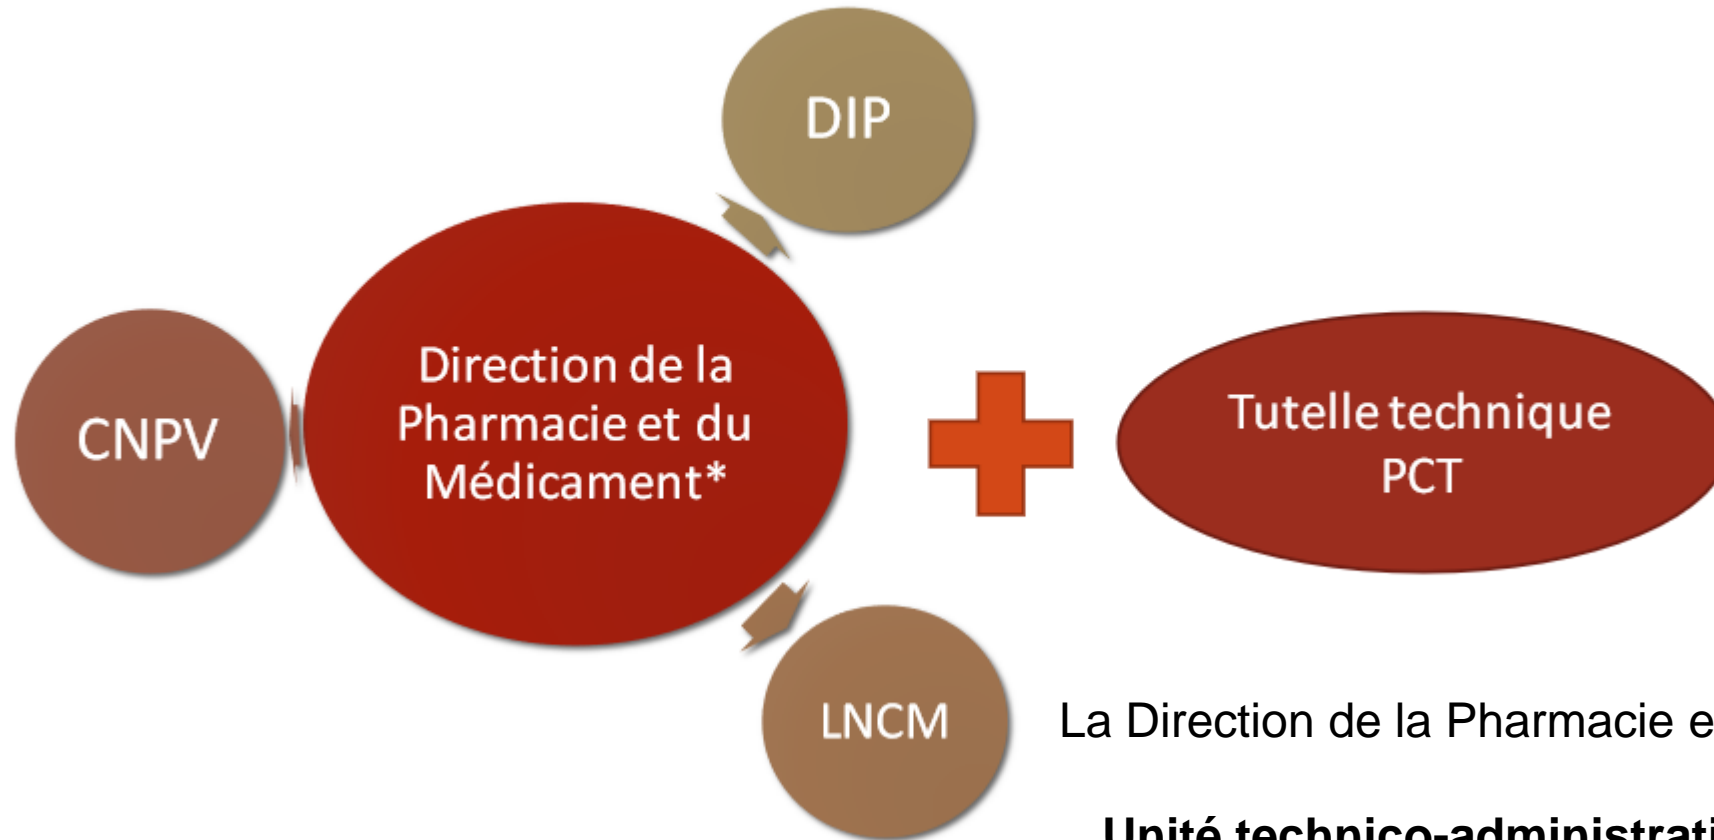 DIP
Direction de la
Pharmacie et du
Médicament*
CNPV
Tutelle technique
PCT
LNCM
La Direction de la Pharmacie e
Unité technico-administrati